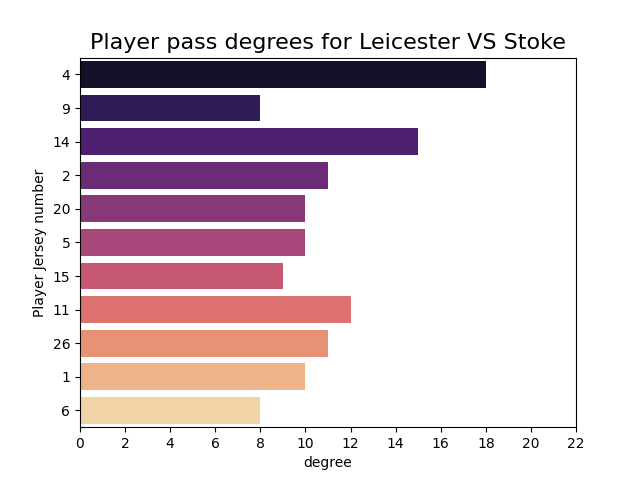 Player pass degrees for Leicester VS Stoke
Player Jersey number
4
9
14
2
20
5
15
11
26
1
6
0 2 4 6 8 10 12 14 16 18 20 22
degree